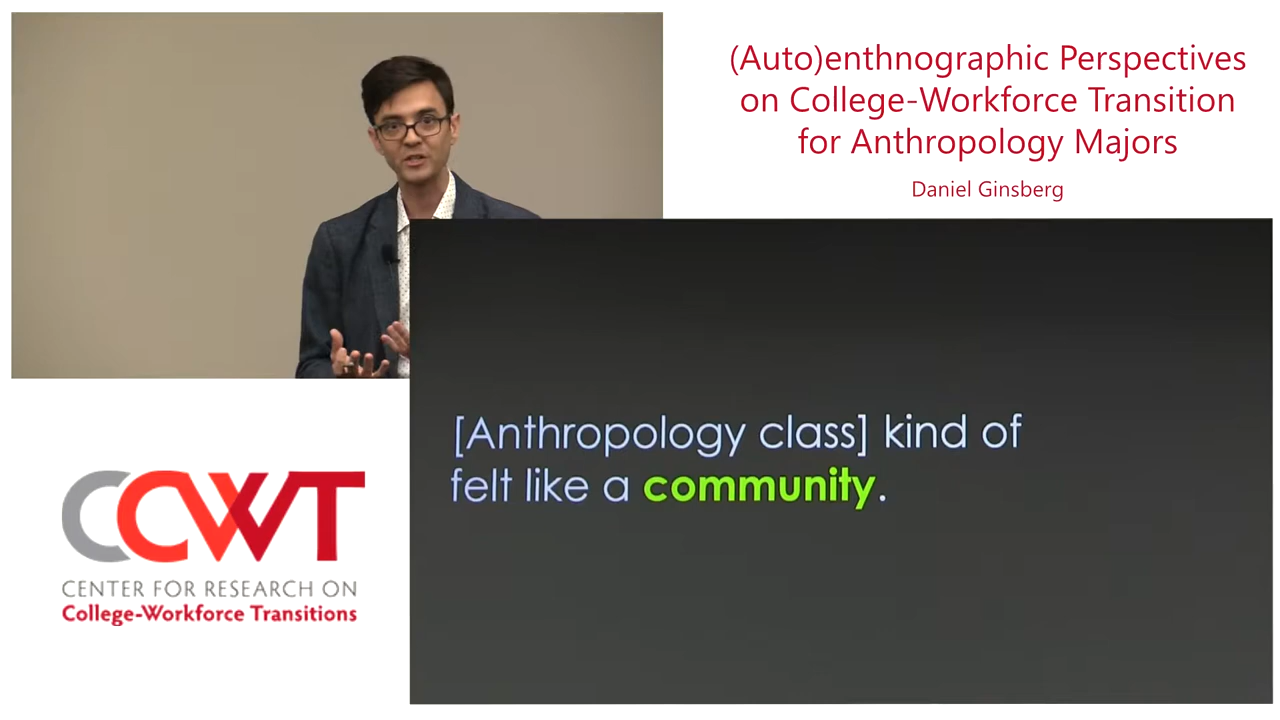 (Auto)enthnographic Perspectives
on College-Workforce Transition
for Anthropology Majors
Daniel Ginsberg
[Anthropology class] kind of
felt like a community.
CCWT
CENTER FOR RESEARCH ON
College-Workforce Transitions